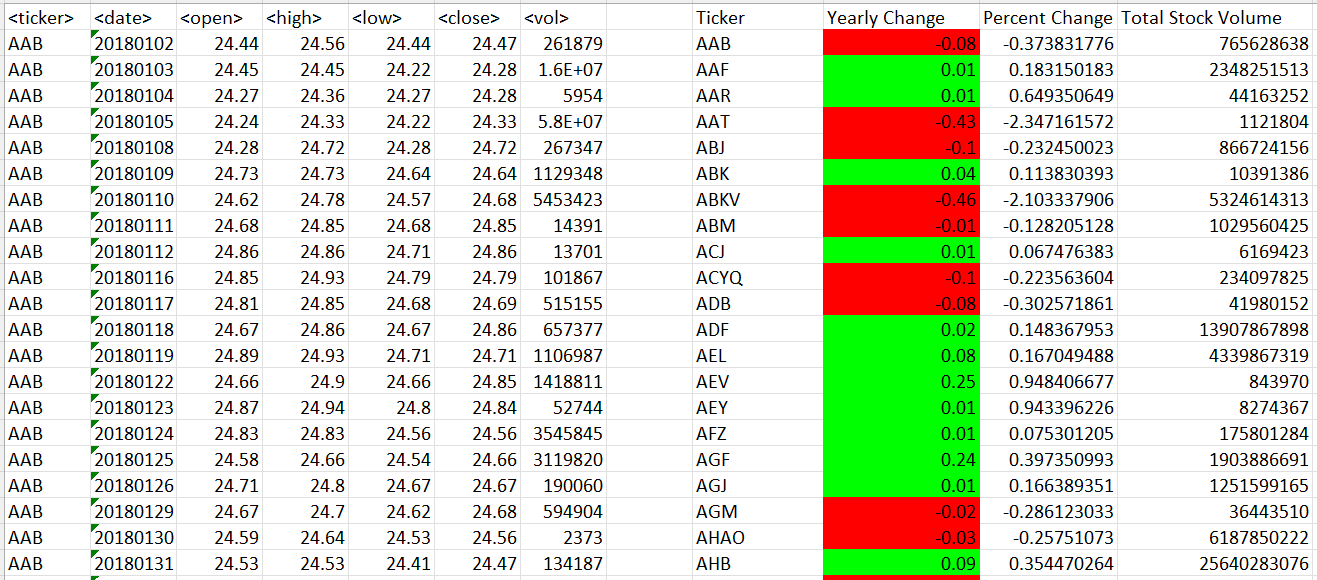 <ticker> <date> <open> <high> <low> <close> <vol> Ticker Yearly Change Percent Change Total Stock Volume
AAB 20180102 24.44 24.56 24.44 24.47 261879 AAB -0.08 -0.373831776 765628638
AAB 20180103 24.45 24.45 24.22 24.28 1.6E+07 AAF 0.01 0.183150183 2348251513
AAB 20180104 24.27 24.36 24.27 24.28 5954 AAR 0.01 0.649350649 44163252
AAB 20180105 24.24 24.33 24.22 24.33 5.8E+07 AAT -0.43 -2.347161572 1121804
AAB 20180108 24.28 24.72 24.28 24.72 267347 ABJ -0.1 -0.232450023 866724156
AAB 20180109 24.73 24.73 24.64 24.64 1129348 ABK 0.04 0.113830393 10391386
AAB 20180110 24.62 24.78 24.57 24.68 5453423 ABKV -0.46 -2.103337906 5324614313
AAB 20180111 24.68 24.85 24.68 24.85 14391 ABM -0.01 -0.128205128 1029560425
AAB 20180112 24.86 24.86 24.71 24.86 13701 ACJ 0.01 0.067476383 6169423
AAB 20180116 24.85 24.93 24.79 24.79 101867 ACYQ -0.1 -0.223563604 234097825
AAB 20180117 24.81 24.85 24.68 24.69 515155 ADB -0.08 -0.302571861 41980152
AAB 20180118 24.67 24.86 24.67 24.86 657377 ADF 0.02 0.148367953 13907867898
AAB 20180119 24.89 24.93 24.71 24.71 1106987 AEL 0.08 0.167049488 4339867319
AAB 20180122 24.66 24.9 24.66 24.85 1418811 AEV 0.25 0.948406677 843970
AAB 20180123 24.87 24.94 24.8 24.84 52744 AEY 0.01 0.943396226 8274367
AAB 20180124 24.83 24.83 24.56 24.56 3545845 AFZ 0.01 0.075301205 175801284
AAB 20180125 24.58 24.66 24.54 24.66 3119820 AGF 0.24 0.397350993 1903886691
AAB 20180126 24.71 24.8 24.67 24.67 190060 AGJ 0.01 0.166389351 1251599165
AAB 20180129 24.67 24.7 24.62 24.68 594904 AGM -0.02 -0.286123033 36443510
AAB 20180130 24.59 24.64 24.53 24.56 2373 AHAO -0.03 -0.25751073 6187850222
AAB 20180131 24.53 24.53 24.41 24.47 134187 AHB 0.09 0.354470264 25640283076